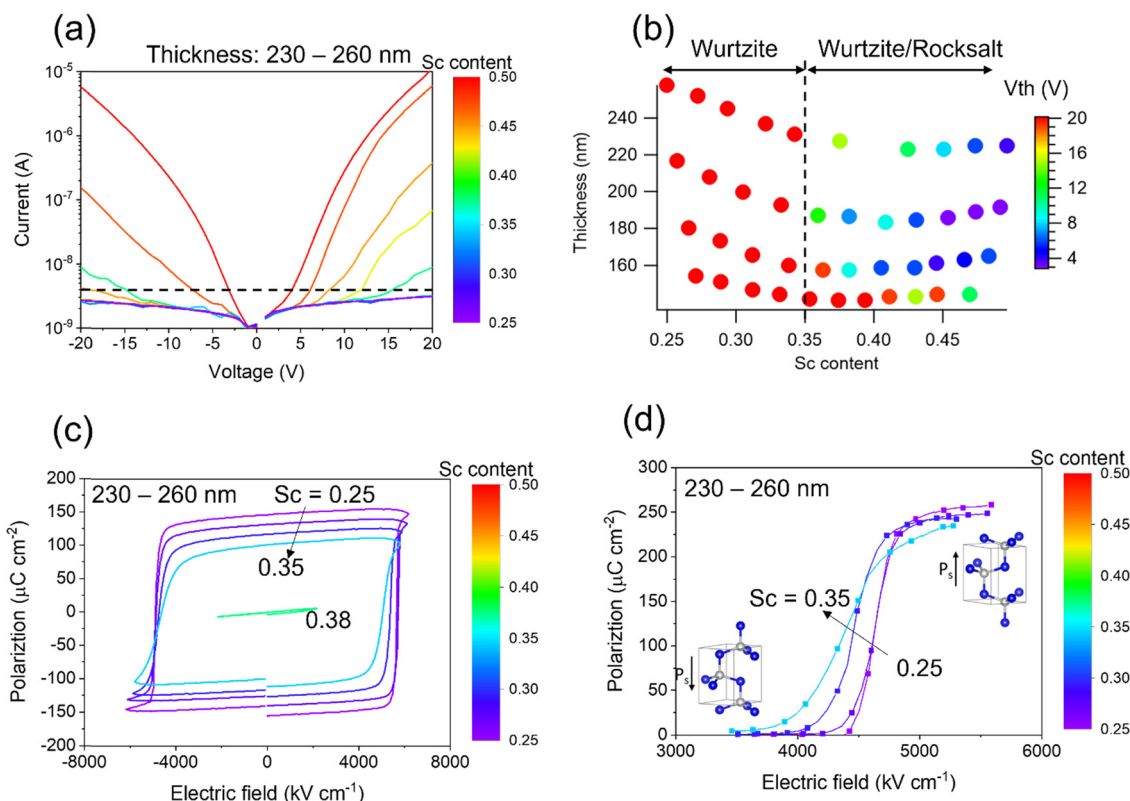 (a)
Thickness: 230 – 260 nm
Sc content
10⁻⁵
10⁻⁶
10⁻⁷
10⁻⁸
10⁻⁹
Current (A)
-20 -15 -10 -5 0 5 10 15 20
Voltage (V)
0.50
0.45
0.40
0.35
0.30
0.25
(b)
Wurtzite Wurtzite/Rocksalt
Vth (V)
240
220
200
180
160
Thickness (nm)
0.25 0.30 0.35 0.40 0.45
Sc content
20
16
12
8
4
(c)
Sc content
230 – 260 nm
Sc = 0.25
0.35
0.38
200
150
100
50
0
-50
-100
-150
-200
Polariztion (μC cm⁻²)
-8000 -4000 0 4000 8000
Electric field (kV cm⁻¹)
0.50
0.45
0.40
0.35
0.30
0.25
(d)
Sc content
230 – 260 nm
Pₛ
Sc = 0.35
0.25
Pₛ
300
250
200
150
100
50
0
Polariztion (μC cm⁻²)
3000 4000 5000 6000
Electric field (kV cm⁻¹)
0.50
0.45
0.40
0.35
0.30
0.25